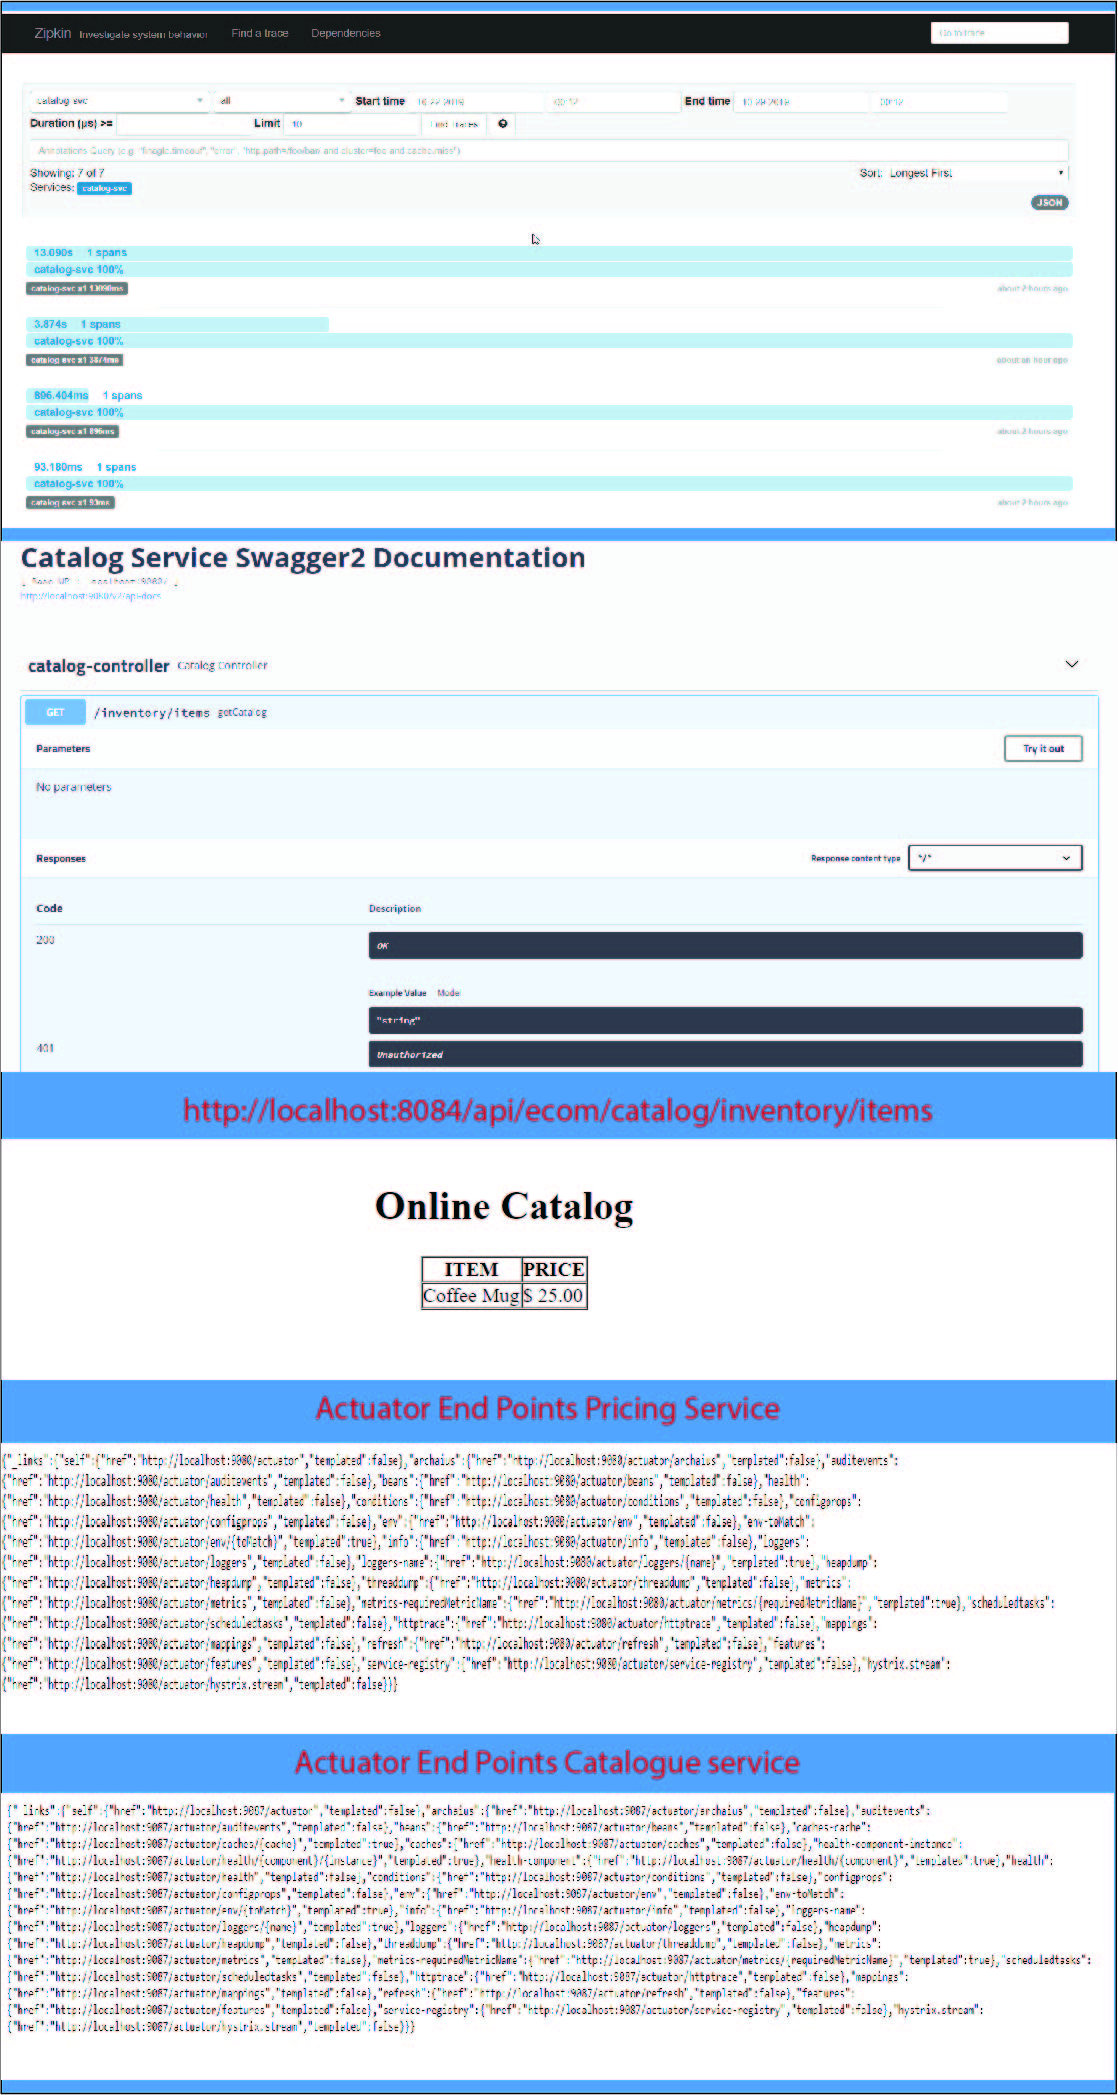 Zipkin Investigate system behavior Find a trace Dependencies Go to trace
catalog-svc all Start time 10-22-2019 00:12 End time 10-29-2019 00:12
Duration (μs) >= Limit 10 Find Traces
Annotations Query (e.g. "finagle.timeout", "error", "http.path=/foo/bar and cluster=foo and cache.miss")
Showing: 7 of 7 Sort: Longest First
Services: catalog-svc
JSON
13.090s 1 spans
catalog-svc 100%
catalog-svc x1 13090ms about 2 hours ago
3.874s 1 spans
catalog-svc 100%
catalog-svc x1 3874ms about an hour ago
896.404ms 1 spans
catalog-svc 100%
catalog-svc x1 896ms about 2 hours ago
93.180ms 1 spans
catalog-svc 100%
catalog-svc x1 93ms about 2 hours ago
Catalog Service Swagger2 Documentation
http://localhost:9080/v2/api-docs
catalog-controller Catalog Controller
GET /inventory/items getCatalog
Parameters Try it out
No parameters
Responses Response content type */*
Code Description
200 OK
Example Value Model
"string"
401 Unauthorized
http://localhost:8084/api/ecom/catalog/inventory/items
Online Catalog
ITEM PRICE
Coffee Mug $ 25.00
Actuator End Points Pricing Service
{"_links":{"self":{"href":"http://localhost:9080/actuator","templated":false},"archaius":{"href":"http://localhost:9080/actuator/archaius","templated":false},"auditevents":
{"href":"http://localhost:9080/actuator/auditevents","templated":false},"beans":{"href":"http://localhost:9080/actuator/beans","templated":false},"health":
{"href":"http://localhost:9080/actuator/health","templated":false},"conditions":{"href":"http://localhost:9080/actuator/conditions","templated":false},"configprops":
{"href":"http://localhost:9080/actuator/configprops","templated":false},"env":{"href":"http://localhost:9080/actuator/env","templated":false},"env-toMatch":
{"href":"http://localhost:9080/actuator/env/{toMatch}","templated":true},"info":{"href":"http://localhost:9080/actuator/info","templated":false},"loggers":
{"href":"http://localhost:9080/actuator/loggers","templated":false},"loggers-name":{"href":"http://localhost:9080/actuator/loggers/{name}","templated":true},"heapdump":
{"href":"http://localhost:9080/actuator/heapdump","templated":false},"threaddump":{"href":"http://localhost:9080/actuator/threaddump","templated":false},"metrics":
{"href":"http://localhost:9080/actuator/metrics","templated":false},"metrics-requiredMetricName":{"href":"http://localhost:9080/actuator/metrics/{requiredMetricName}","templated":true},"scheduledtasks":
{"href":"http://localhost:9080/actuator/scheduledtasks","templated":false},"httptrace":{"href":"http://localhost:9080/actuator/httptrace","templated":false},"mappings":
{"href":"http://localhost:9080/actuator/mappings","templated":false},"refresh":{"href":"http://localhost:9080/actuator/refresh","templated":false},"features":
{"href":"http://localhost:9080/actuator/features","templated":false},"service-registry":{"href":"http://localhost:9080/actuator/service-registry","templated":false},"hystrix.stream":
{"href":"http://localhost:9080/actuator/hystrix.stream","templated":false}}}
Actuator End Points Catalogue service
{"_links":{"self":{"href":"http://localhost:9087/actuator","templated":false},"archaius":{"href":"http://localhost:9087/actuator/archaius","templated":false},"auditevents":
{"href":"http://localhost:9087/actuator/auditevents","templated":false},"beans":{"href":"http://localhost:9087/actuator/beans","templated":false},"caches-cache":
{"href":"http://localhost:9087/actuator/caches/{cache}","templated":true},"caches":{"href":"http://localhost:9087/actuator/caches","templated":false},"health-component-instance":
{"href":"http://localhost:9087/actuator/health/{component}/{instance}","templated":true},"health-component":{"href":"http://localhost:9087/actuator/health/{component}","templated":true},"health":
{"href":"http://localhost:9087/actuator/health","templated":false},"conditions":{"href":"http://localhost:9087/actuator/conditions","templated":false},"configprops":
{"href":"http://localhost:9087/actuator/configprops","templated":false},"env":{"href":"http://localhost:9087/actuator/env","templated":false},"env-toMatch":
{"href":"http://localhost:9087/actuator/env/{toMatch}","templated":true},"info":{"href":"http://localhost:9087/actuator/info","templated":false},"loggers-name":
{"href":"http://localhost:9087/actuator/loggers/{name}","templated":true},"loggers":{"href":"http://localhost:9087/actuator/loggers","templated":false},"heapdump":
{"href":"http://localhost:9087/actuator/heapdump","templated":false},"threaddump":{"href":"http://localhost:9087/actuator/threaddump","templated":false},"metrics":
{"href":"http://localhost:9087/actuator/metrics","templated":false},"metrics-requiredMetricName":{"href":"http://localhost:9087/actuator/metrics/{requiredMetricName}","templated":true},"scheduledtasks":
{"href":"http://localhost:9087/actuator/scheduledtasks","templated":false},"httptrace":{"href":"http://localhost:9087/actuator/httptrace","templated":false},"mappings":
{"href":"http://localhost:9087/actuator/mappings","templated":false},"refresh":{"href":"http://localhost:9087/actuator/refresh","templated":false},"features":
{"href":"http://localhost:9087/actuator/features","templated":false},"service-registry":{"href":"http://localhost:9087/actuator/service-registry","templated":false},"hystrix.stream":
{"href":"http://localhost:9087/actuator/hystrix.stream","templated":false}}}